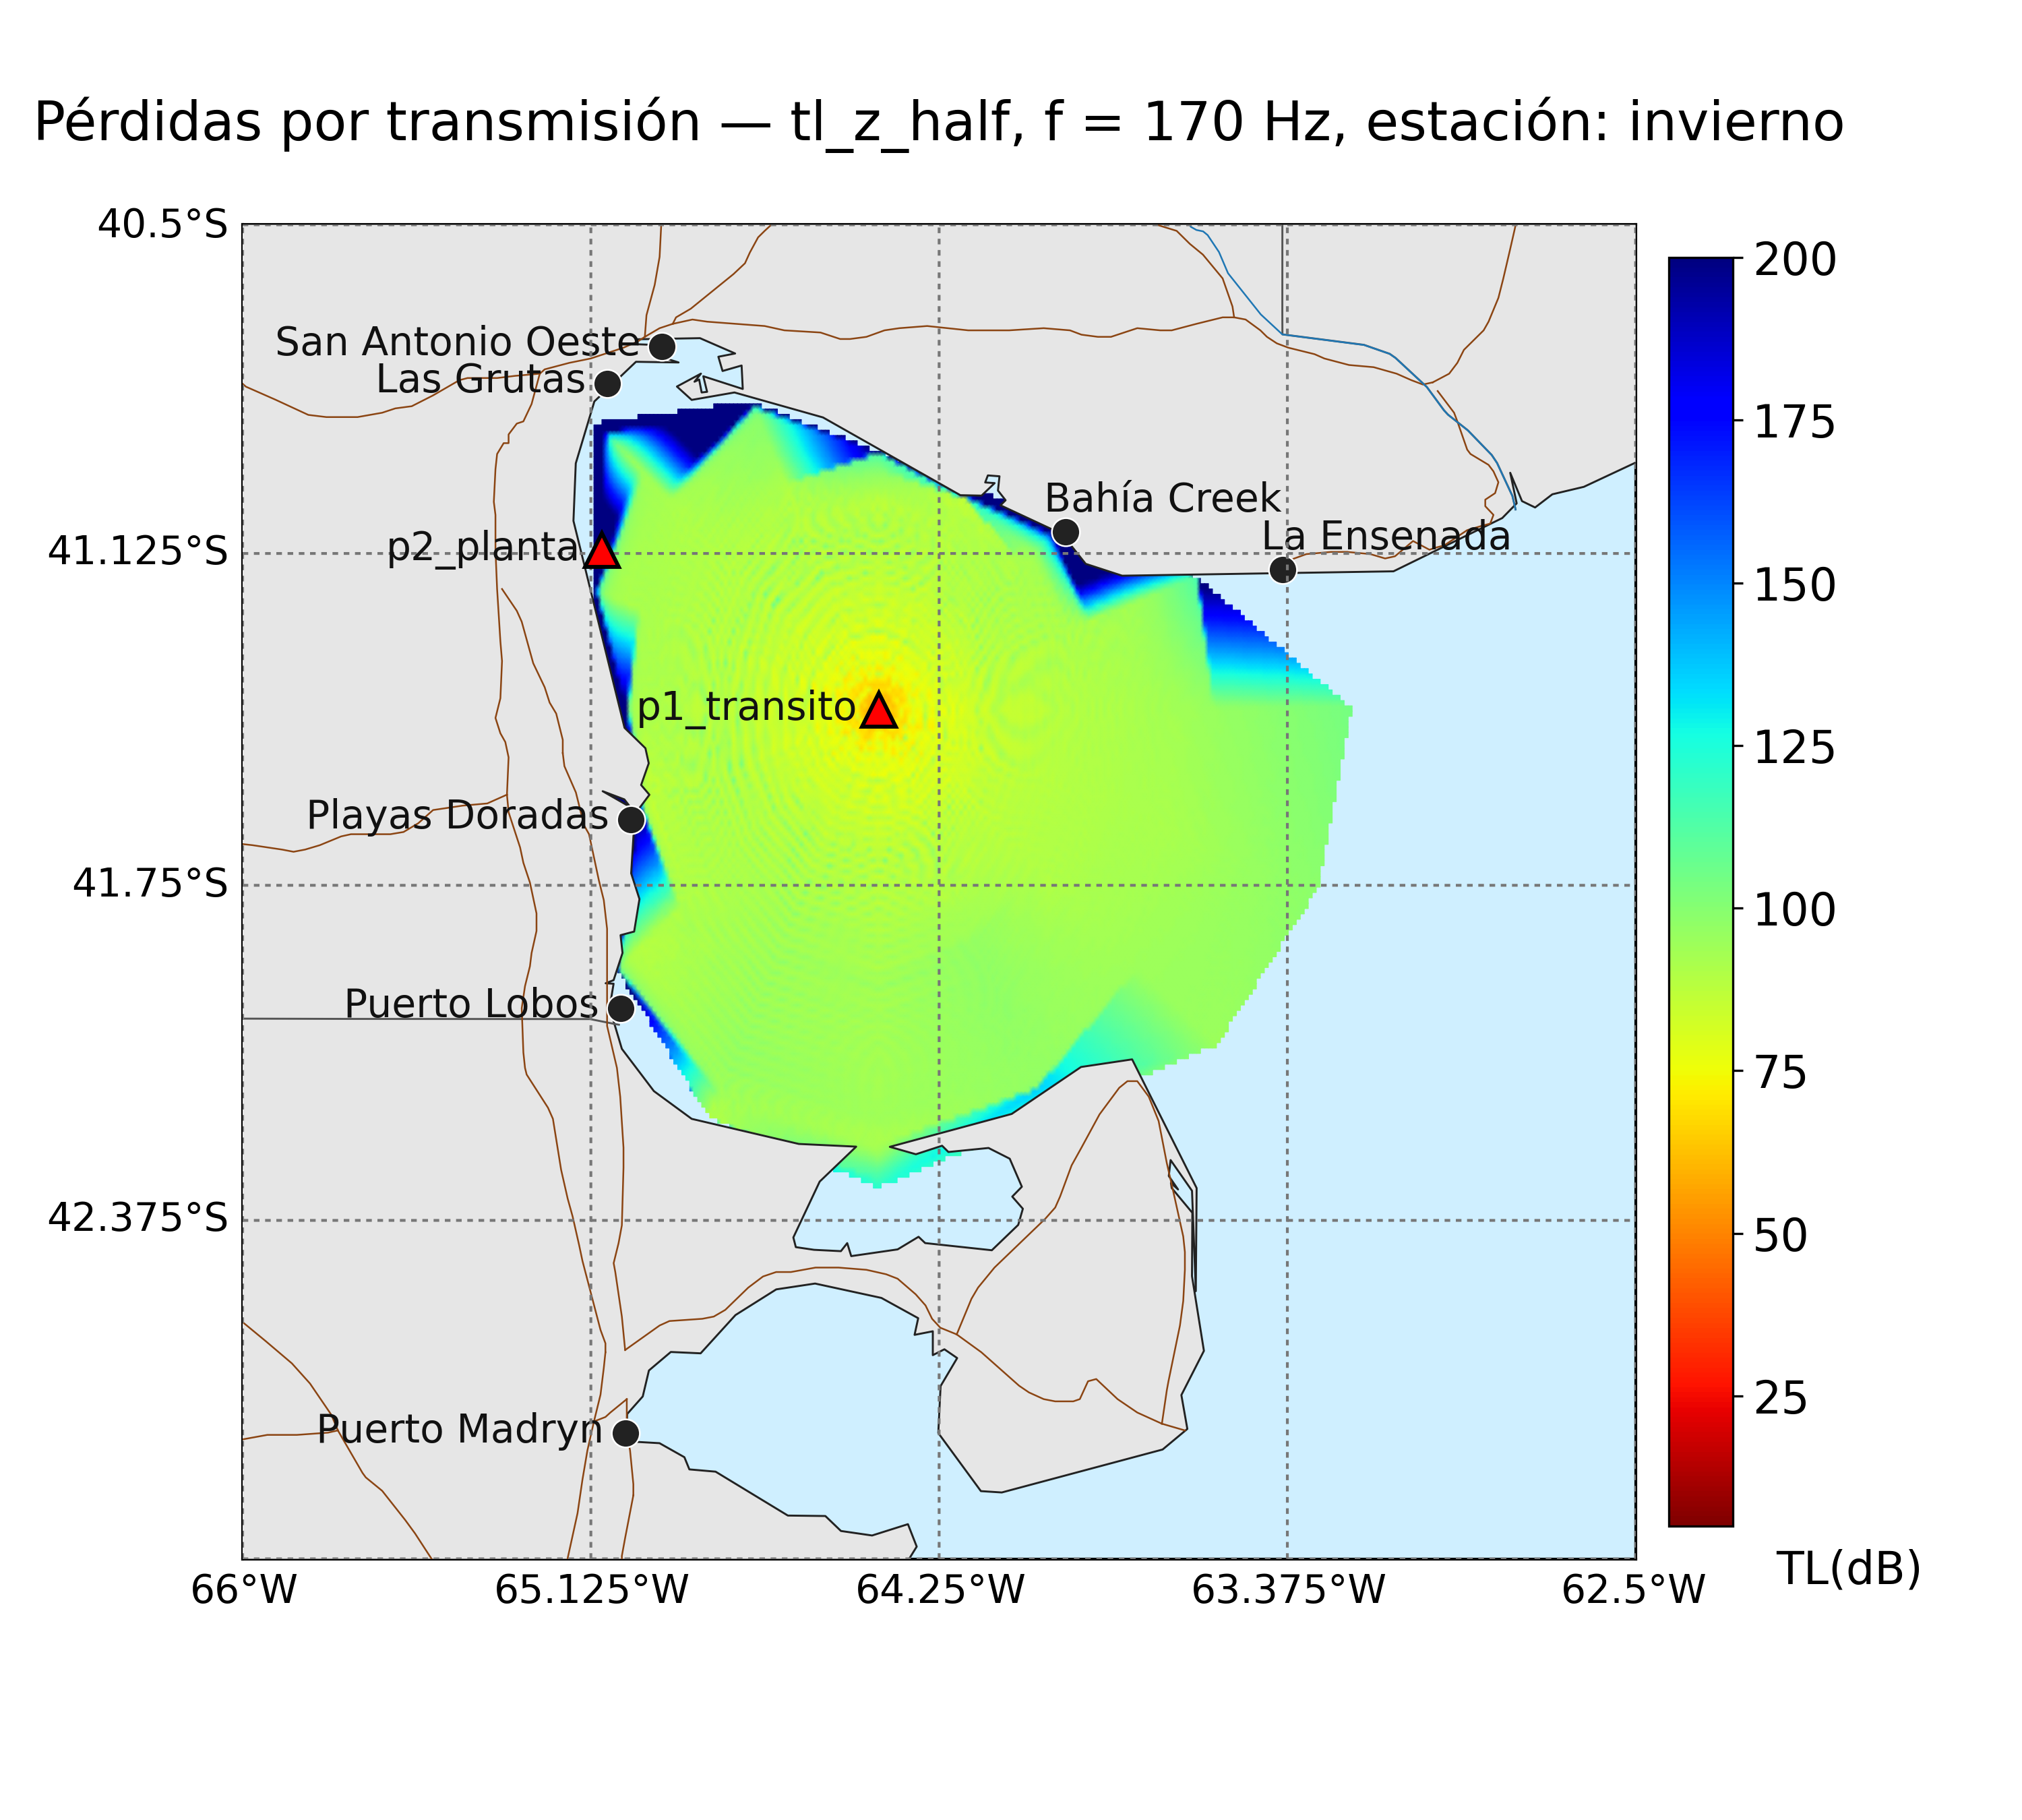 Pérdidas por transmisión — tl_z_half, f = 170 Hz, estación: invierno
40.5°S
200
San Antonio Oeste
Las Grutas
175
Bahía Creek
La Ensenada
p2_planta
41.125°S
150
p1_transito
125
Playas Doradas
41.75°S
100
Puerto Lobos
75
42.375°S
50
25
Puerto Madryn
TL(dB)
66°W
65.125°W
64.25°W
63.375°W
62.5°W